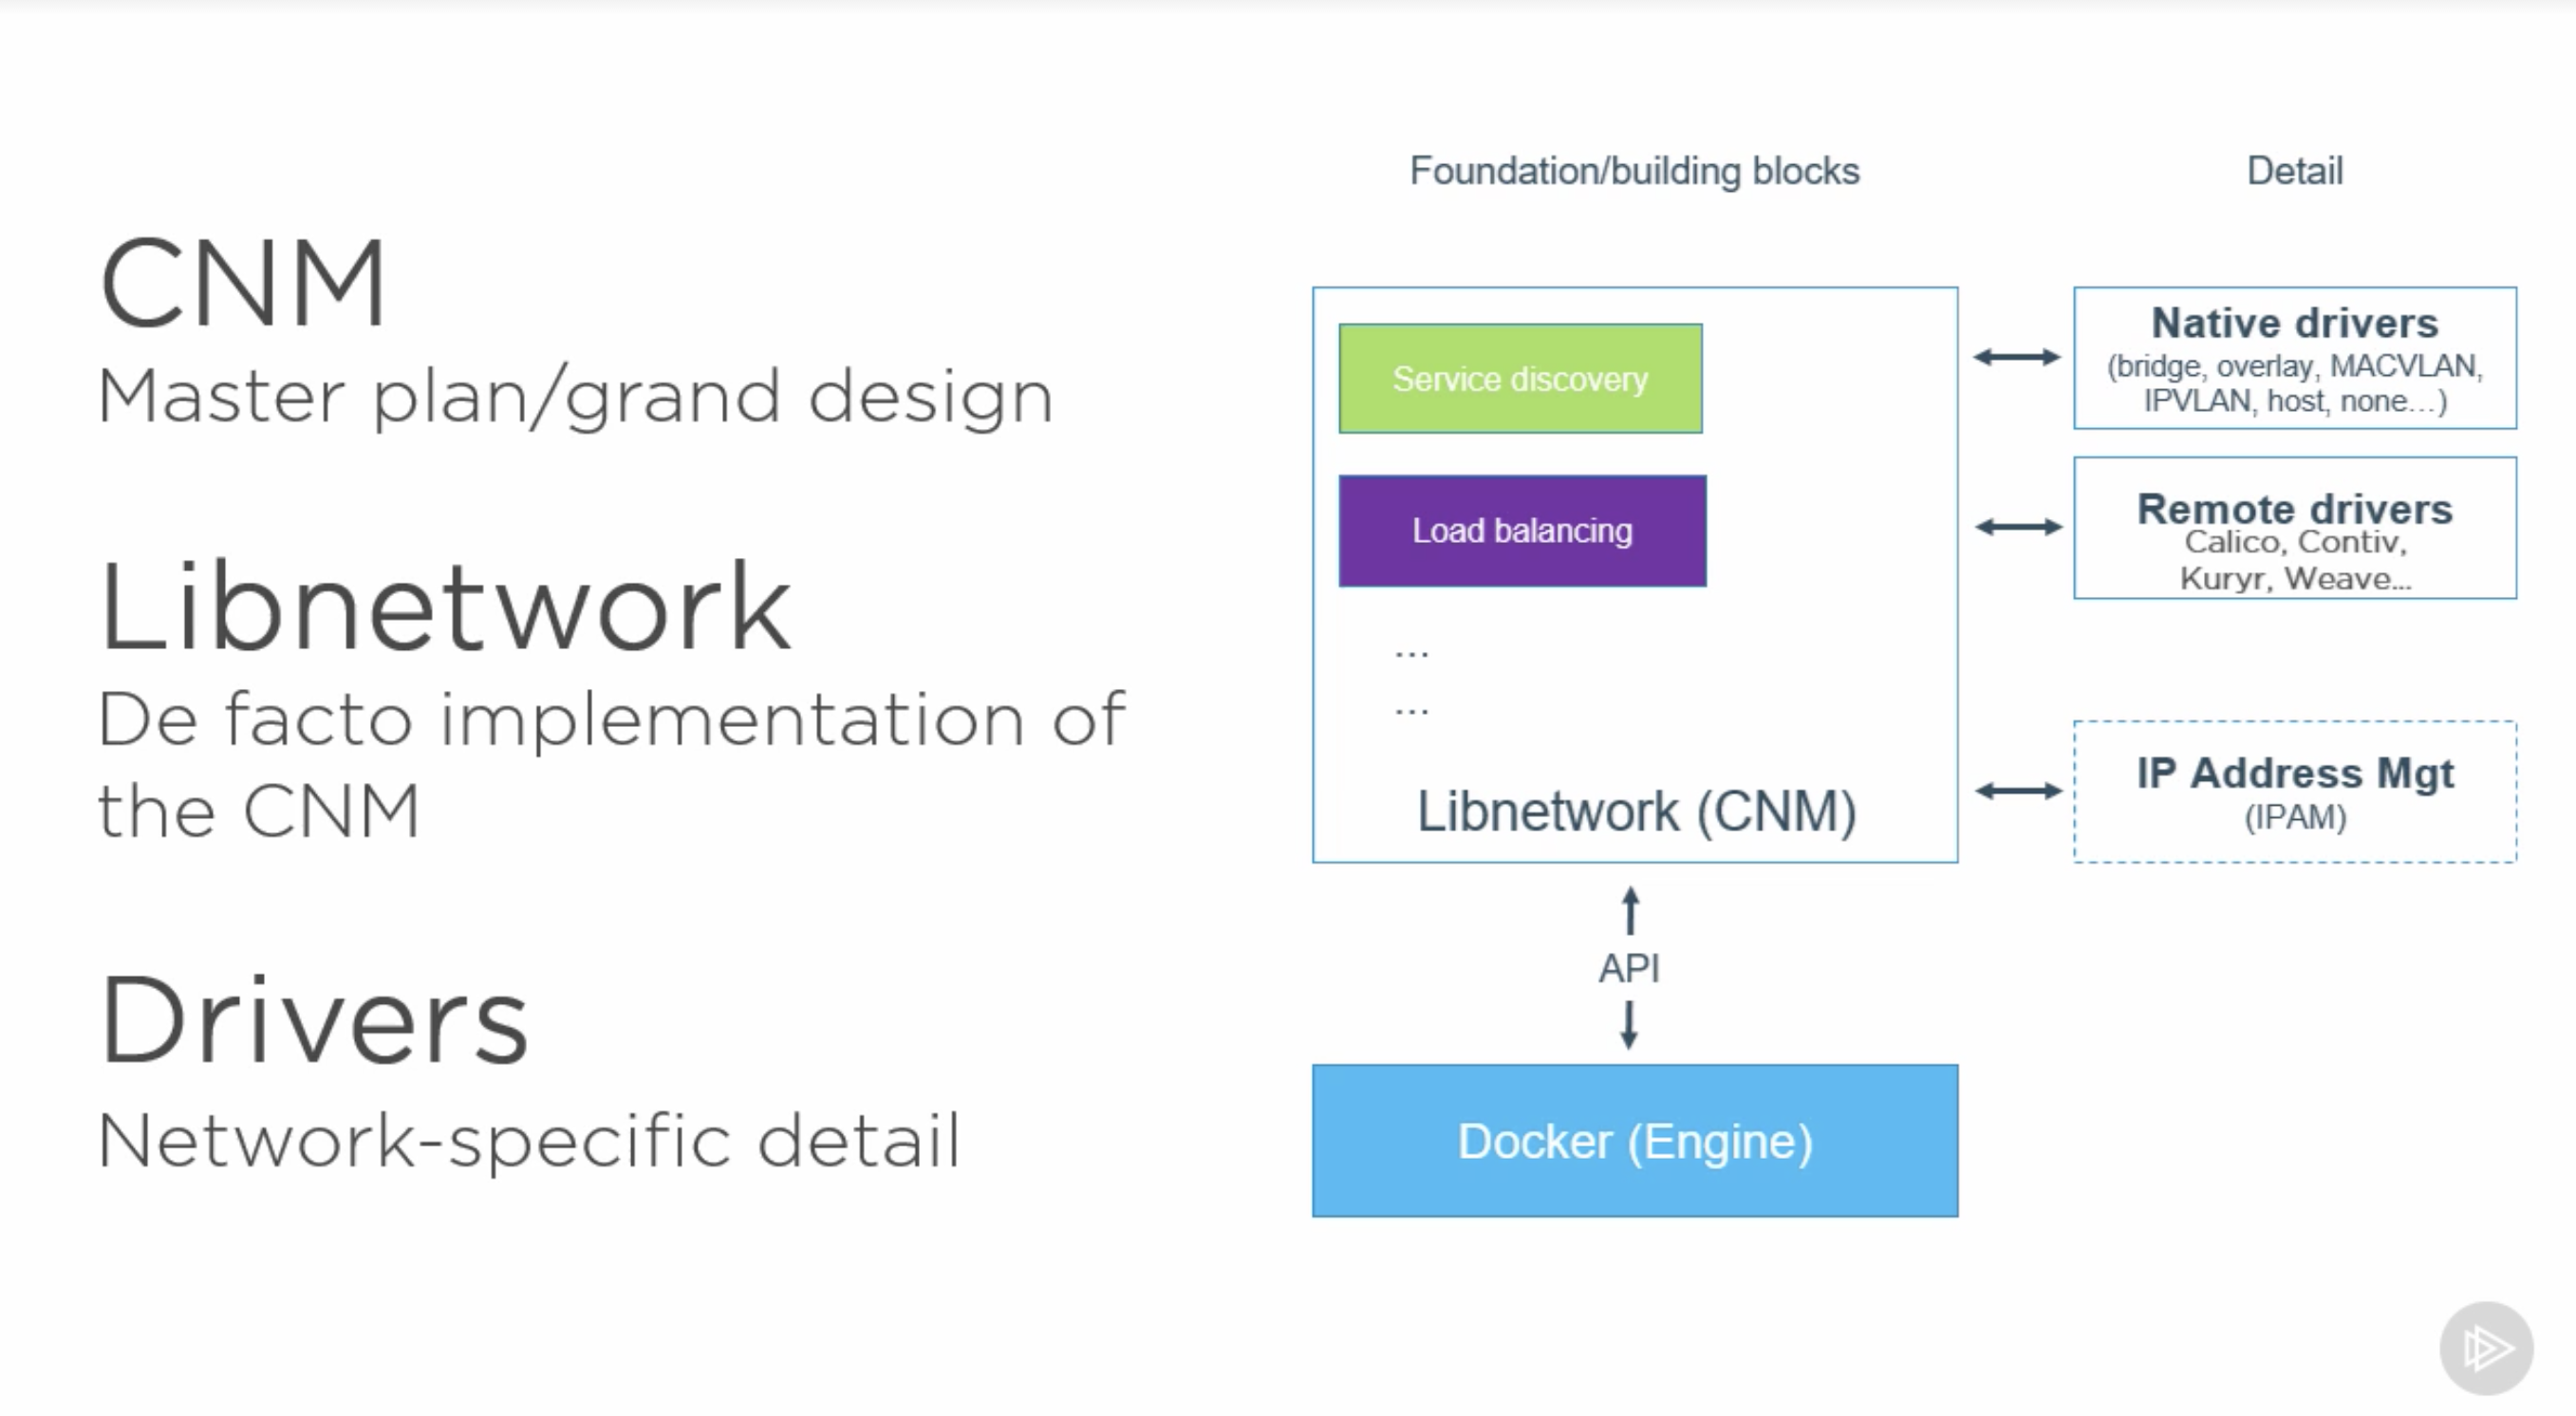 CNM
Master plan/grand design
Libnetwork
De facto implementation of
the CNM
Drivers
Network-specific detail
Foundation/building blocks
Detail
Service discovery
Load balancing
...
...
Libnetwork (CNM)
API
Docker (Engine)
Native drivers
(bridge, overlay, MACVLAN,
IPVLAN, host, none...)
Remote drivers
Calico, Contiv,
Kuryr, Weave...
IP Address Mgt
(IPAM)